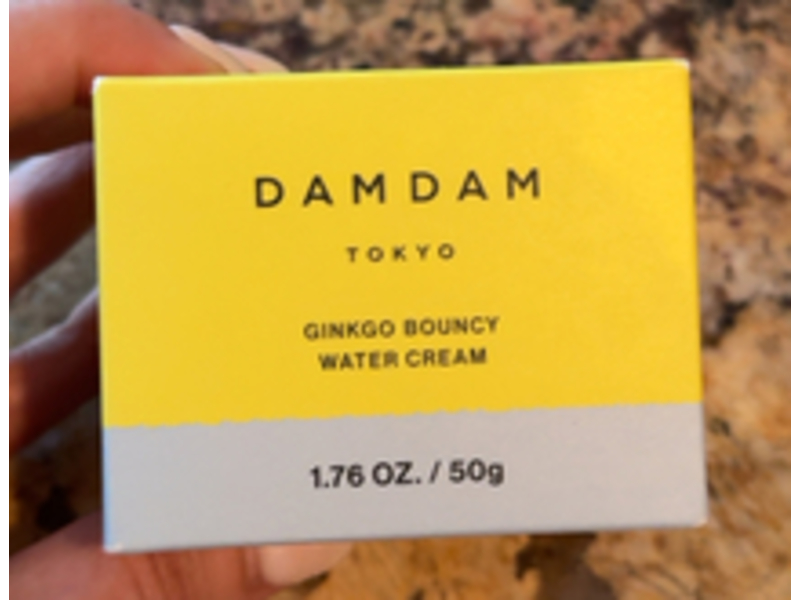 DAMDAM
TOKYO
GINKGO BOUNCY
WATER CREAM
1.76 OZ. / 50g